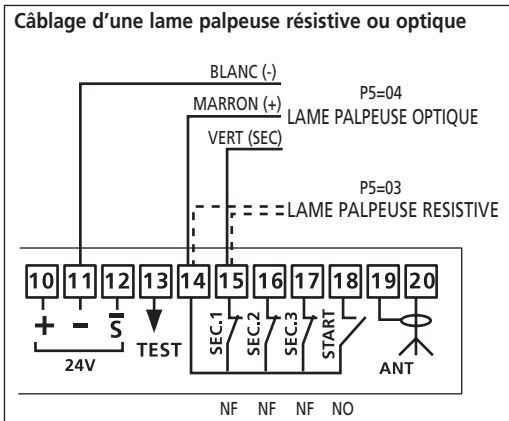 Câblage d'une lame palpeuse résistive ou optique
BLANC (-)
MARRON (+)
VERT (SEC)
P5=04
LAME PALPEUSE OPTIQUE
P5=03
LAME PALPEUSE RESISTIVE
10 11 12 13 14 15 16 17 18 19 20
+ - S
24V
TEST
SEC.1
SEC.2
SEC.3
START
ANT
NF NF NF NO